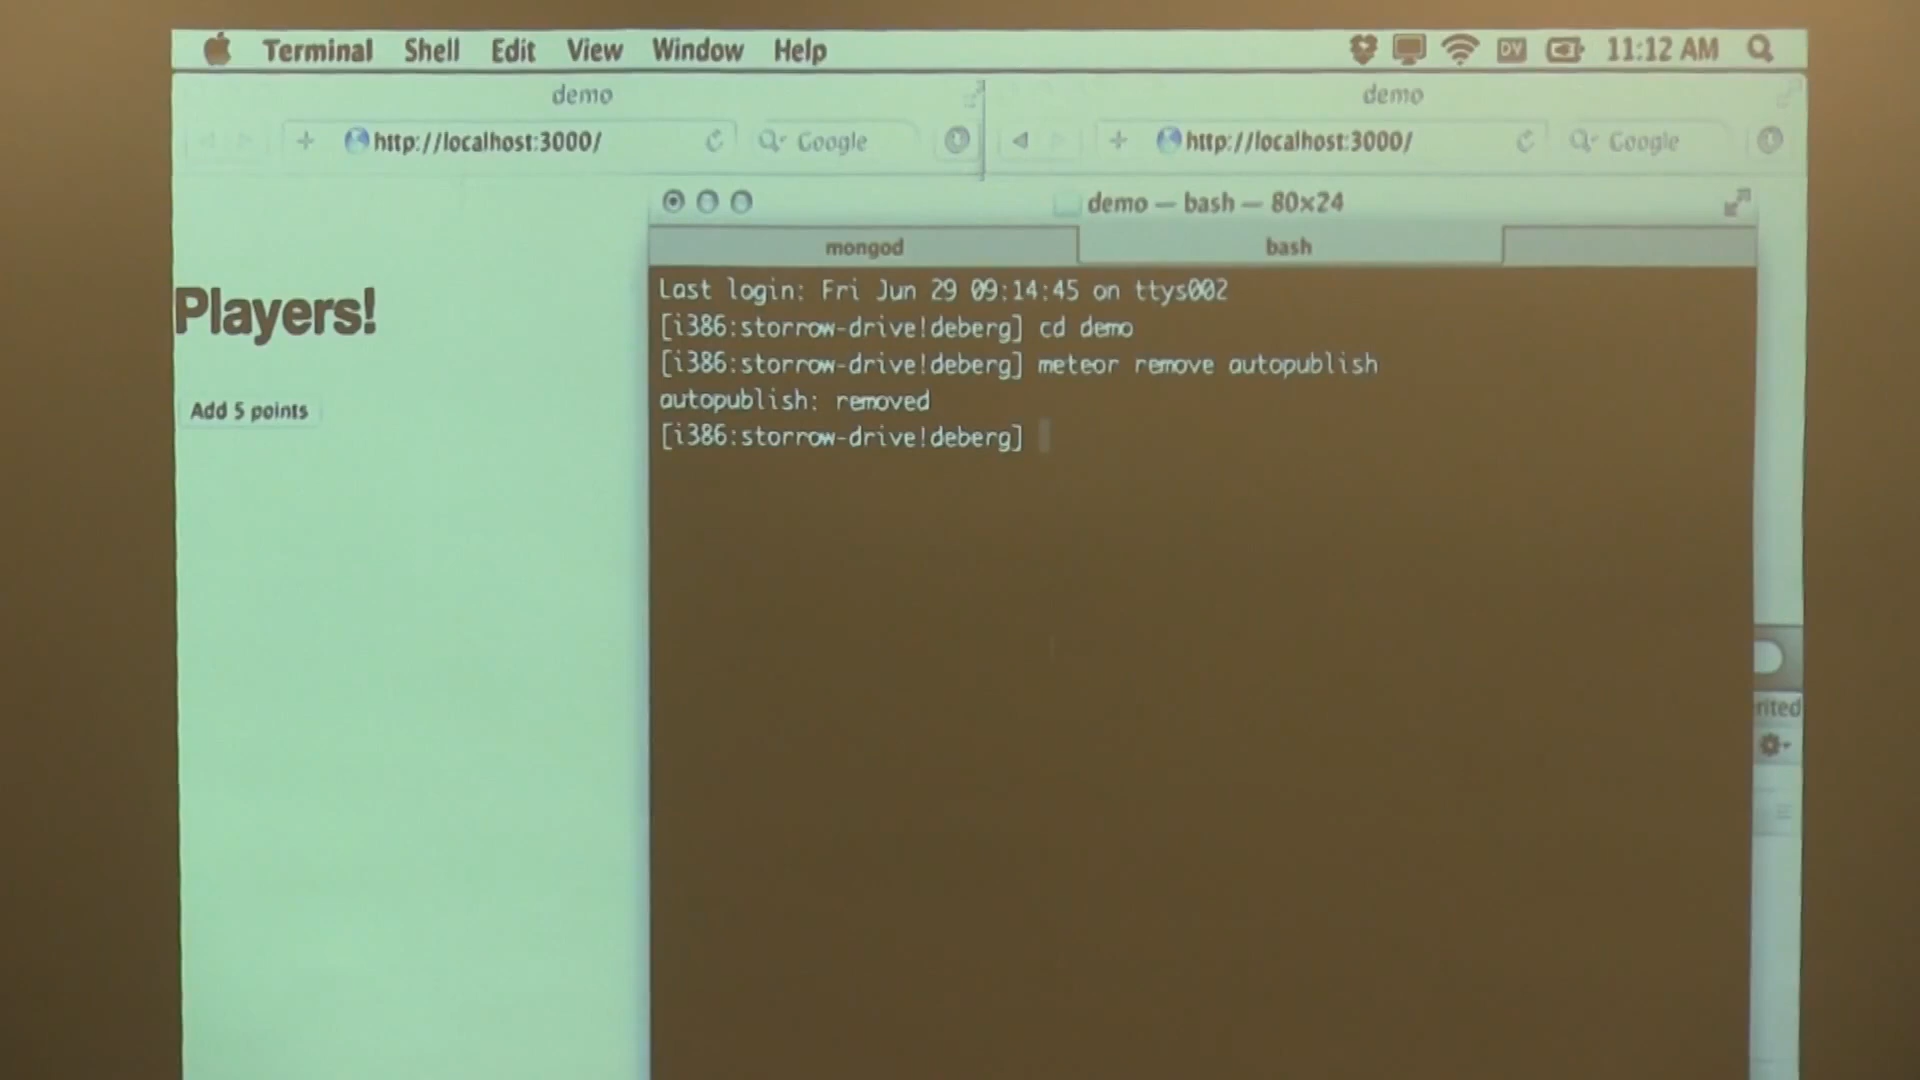 Terminal Shell Edit View Window Help DV 11:12 AM
demo
http://localhost:3000/ Google
demo
http://localhost:3000/ Google
Players!
Add 5 points
demo — bash — 80×24
mongod bash
Last login: Fri Jun 29 09:14:45 on ttys002
[i386:storrow-drive!deberg] cd demo
[i386:storrow-drive!deberg] meteor remove autopublish
autopublish: removed
[i386:storrow-drive!deberg]
rited